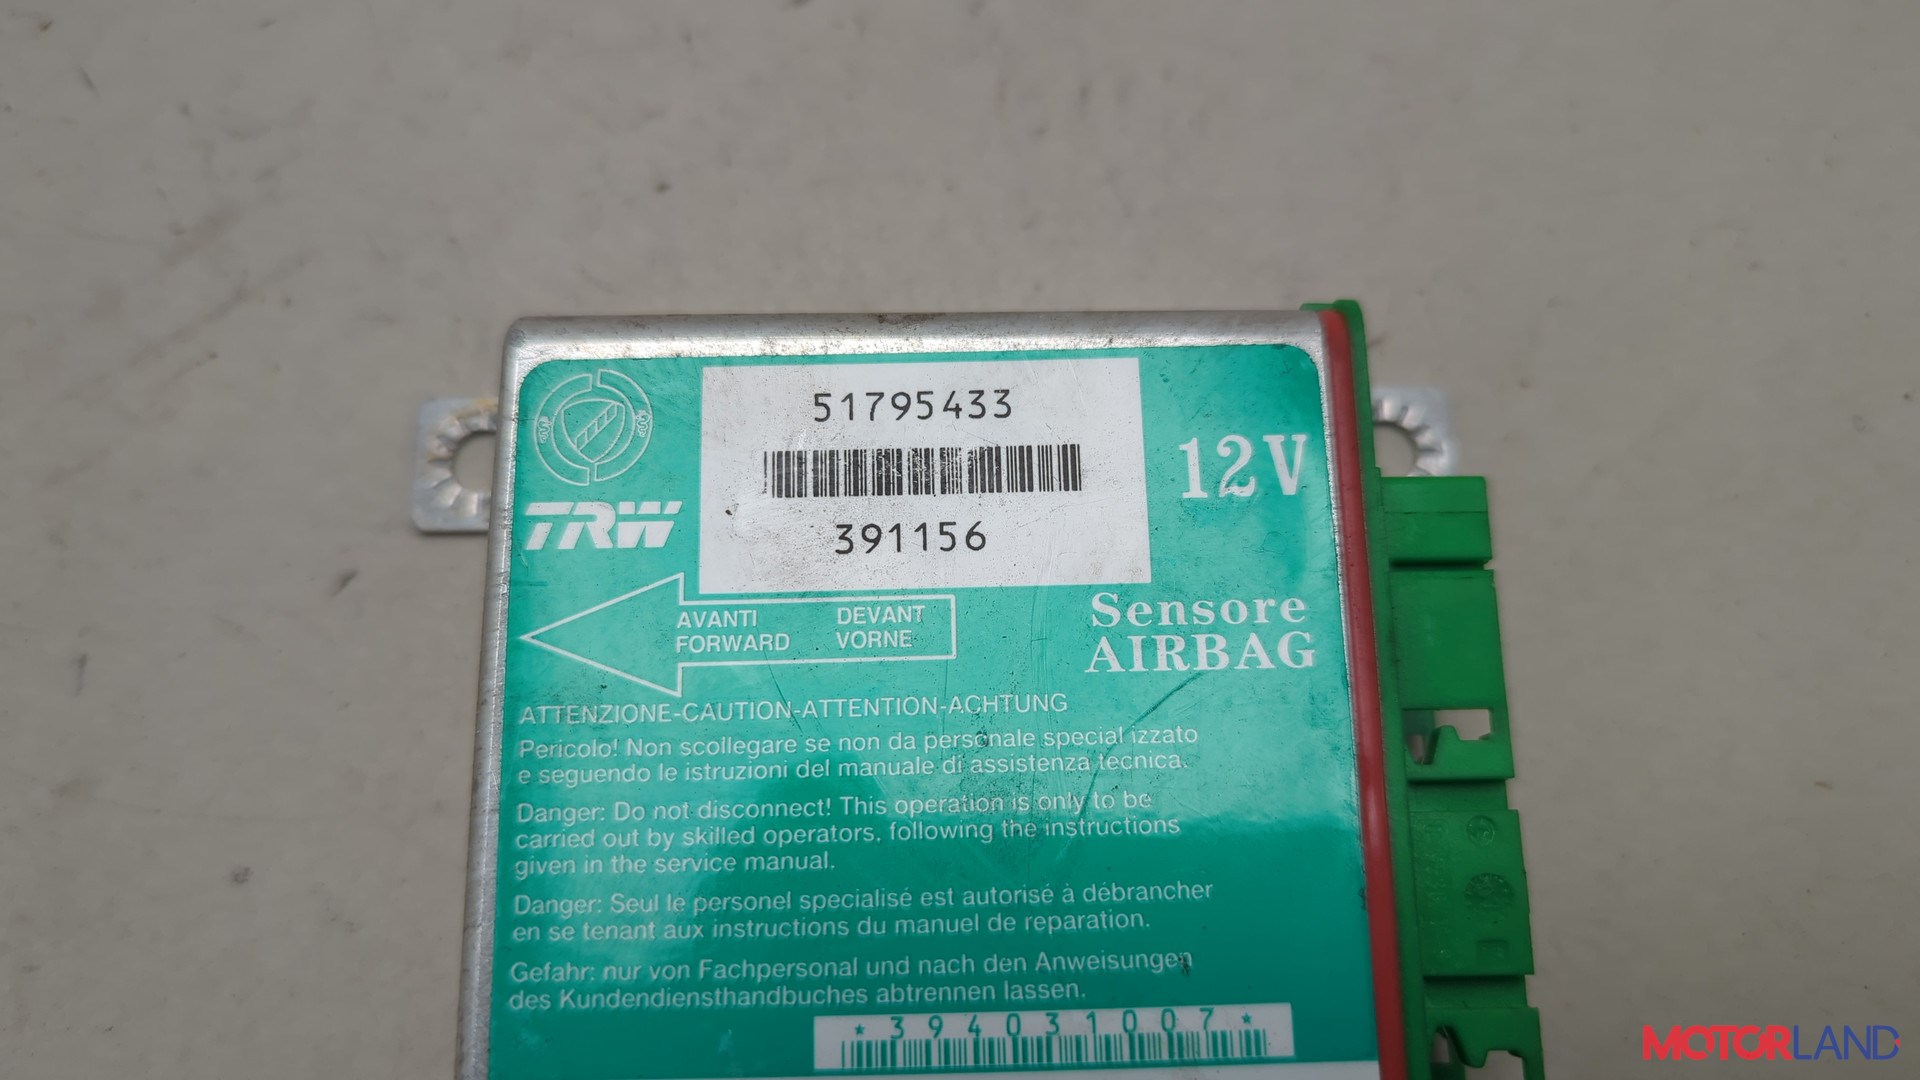 51795433
12V
TRW
391156
AVANTI DEVANT
FORWARD VORNE
Sensore
AIRBAG
ATTENZIONE-CAUTION-ATTENTION-ACHTUNG
Pericolo! Non scollegare se non da personale special izzato
e seguendo le istruzioni del manuale di assistenza tecnica.
Danger: Do not disconnect! This operation is only to be
carried out by skilled operators, following the instructions
given in the service manual.
Danger: Seul le personel specialisé est autorisé à débrancher
en se tenant aux instructions du manuel de reparation.
Gefahr: nur von Fachpersonal und nach den Anweisungen
des Kundendiensthandbuches abtrennen lassen.
*394031007*
MOTORLAND